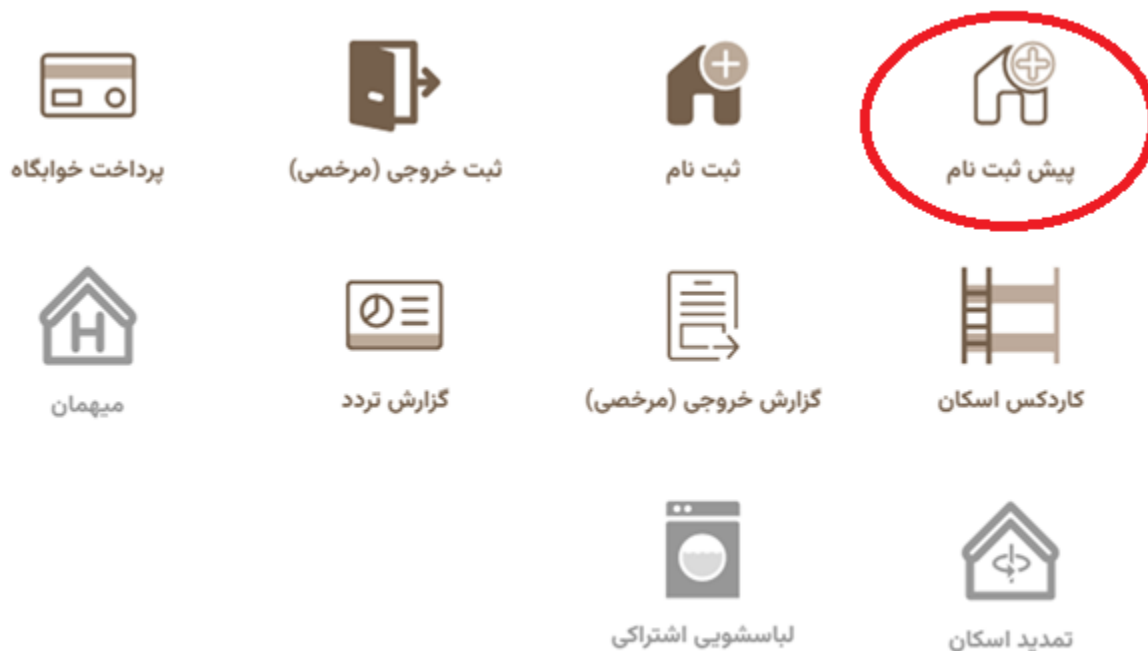 پیش ثبت نام
ثبت نام
ثبت خروجی (مرخصی)
پرداخت خوابگاه
کاردکس اسکان
گزارش خروجی (مرخصی)
گزارش تردد
H
میهمان
تمدید اسکان
لباسشویی اشتراکی